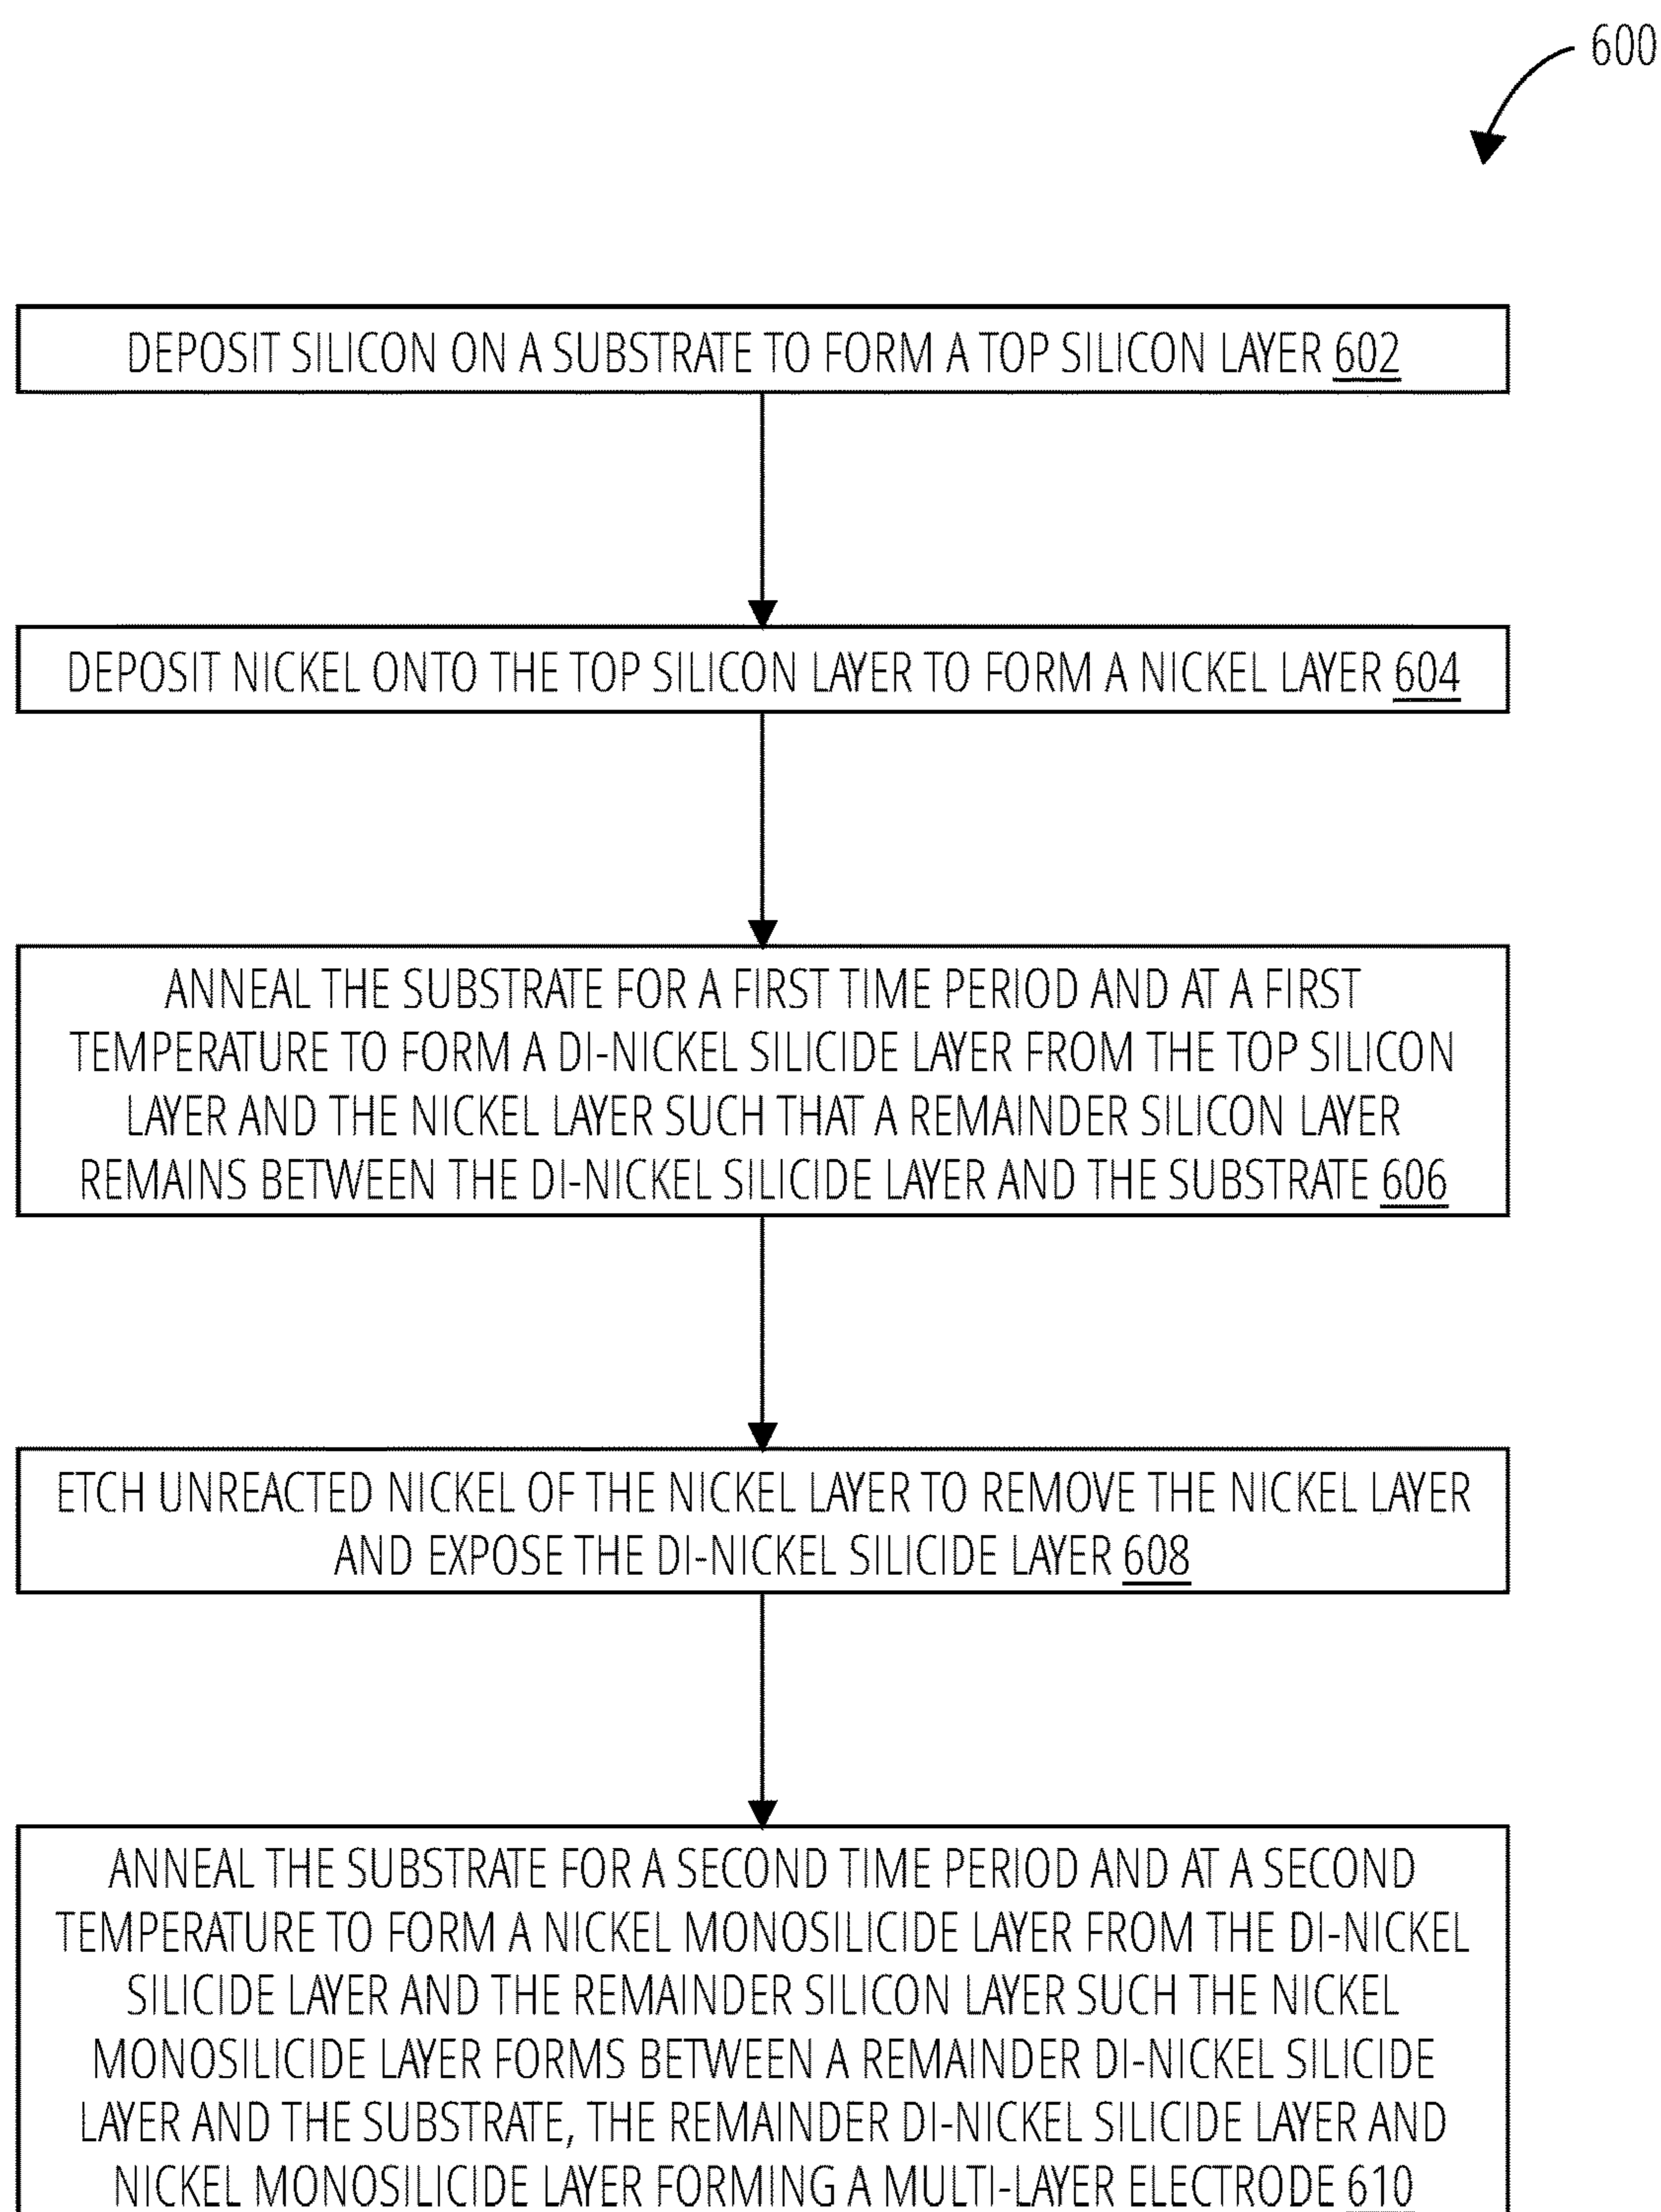 600
DEPOSIT SILICON ON A SUBSTRATE TO FORM A TOP SILICON LAYER 602
DEPOSIT NICKEL ONTO THE TOP SILICON LAYER TO FORM A NICKEL LAYER 604
ANNEAL THE SUBSTRATE FOR A FIRST TIME PERIOD AND AT A FIRST
TEMPERATURE TO FORM A DI-NICKEL SILICIDE LAYER FROM THE TOP SILICON
LAYER AND THE NICKEL LAYER SUCH THAT A REMAINDER SILICON LAYER
REMAINS BETWEEN THE DI-NICKEL SILICIDE LAYER AND THE SUBSTRATE 606
ETCH UNREACTED NICKEL OF THE NICKEL LAYER TO REMOVE THE NICKEL LAYER
AND EXPOSE THE DI-NICKEL SILICIDE LAYER 608
ANNEAL THE SUBSTRATE FOR A SECOND TIME PERIOD AND AT A SECOND
TEMPERATURE TO FORM A NICKEL MONOSILICIDE LAYER FROM THE DI-NICKEL
SILICIDE LAYER AND THE REMAINDER SILICON LAYER SUCH THE NICKEL
MONOSILICIDE LAYER FORMS BETWEEN A REMAINDER DI-NICKEL SILICIDE
LAYER AND THE SUBSTRATE, THE REMAINDER DI-NICKEL SILICIDE LAYER AND
NICKEL MONOSILICIDE LAYER FORMING A MULTI-LAYER ELECTRODE 610